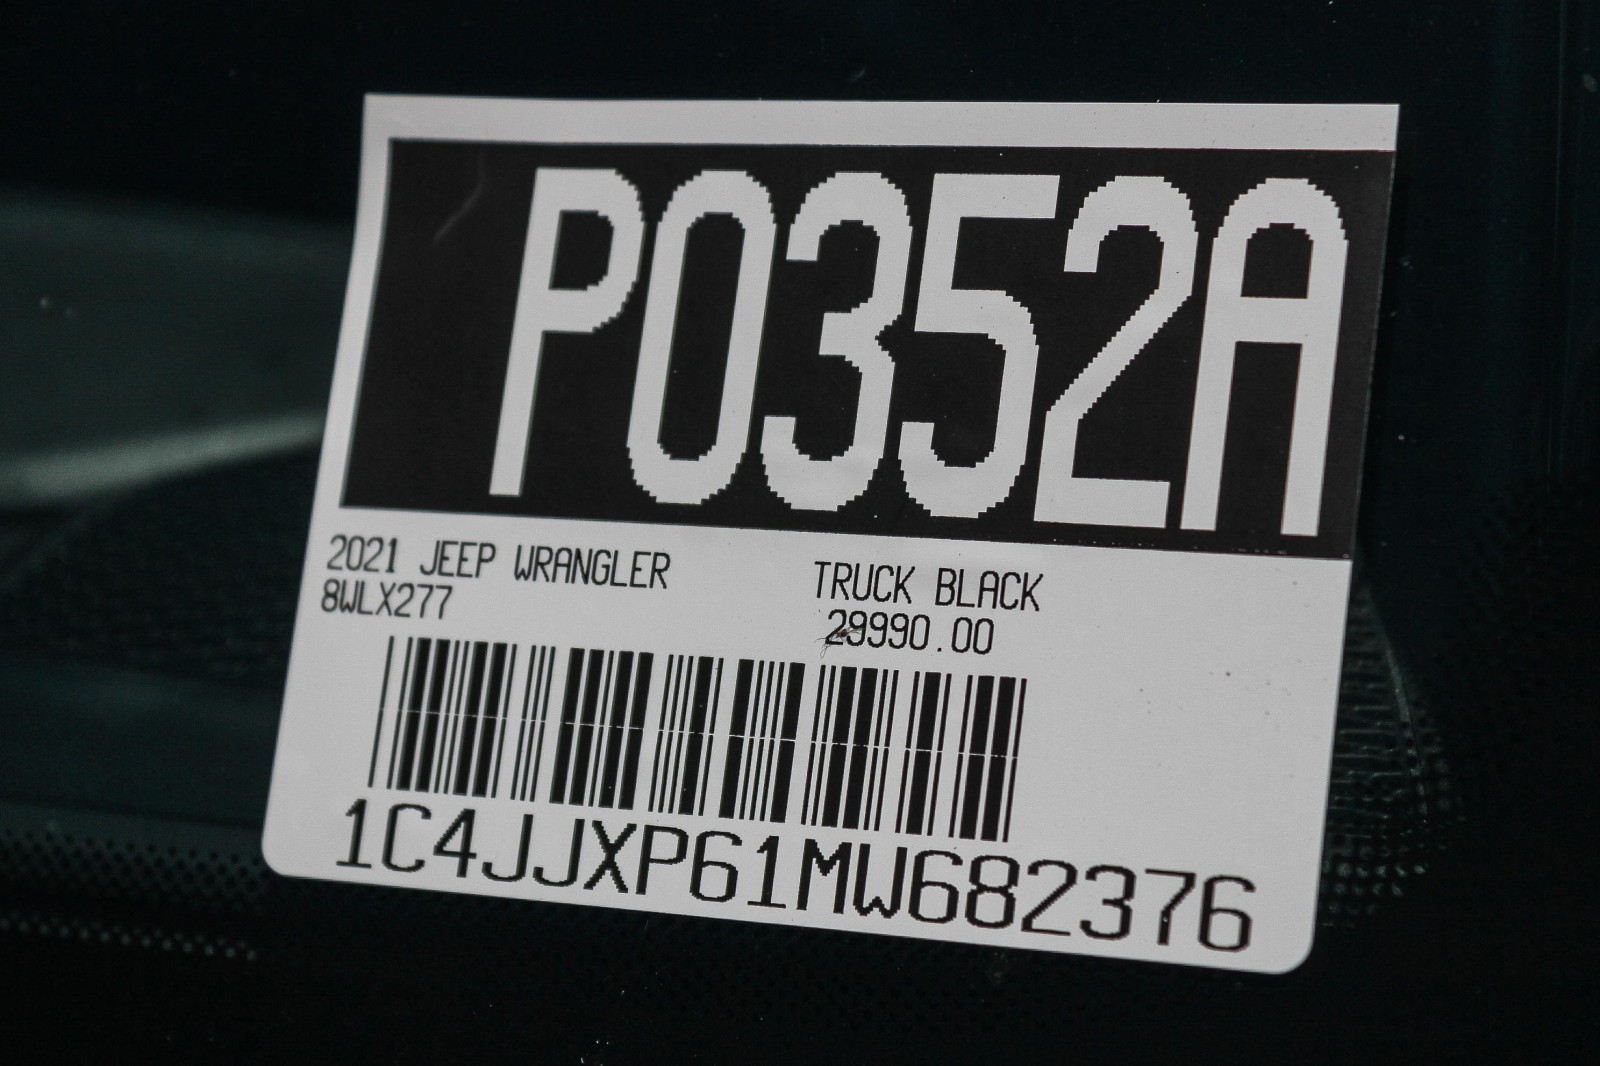 P0352A
2021 JEEP WRANGLER TRUCK BLACK
8WLX277 29990.00
1C4JJXP61MW682376